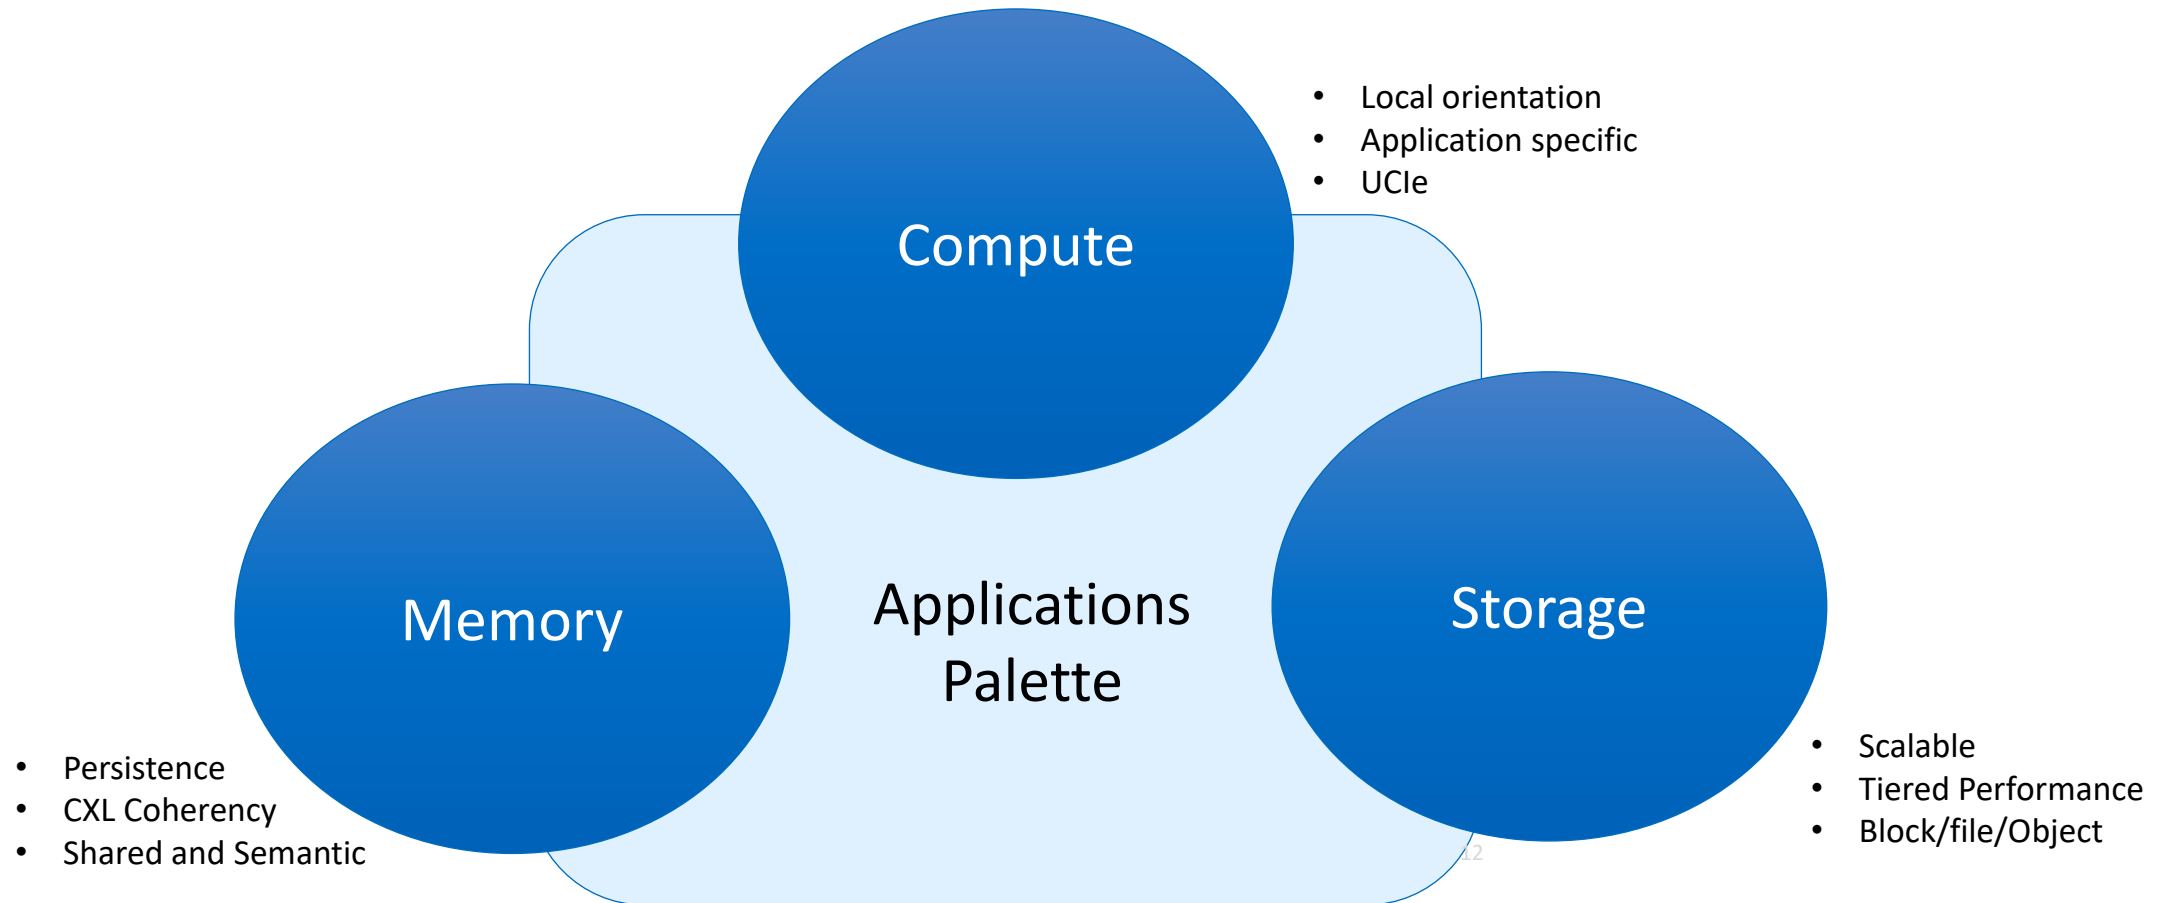 • Local orientation
• Application specific
• UCIe
Compute
Memory
Applications
Palette
Storage
• Persistence
• CXL Coherency
• Shared and Semantic
• Scalable
• Tiered Performance
• Block/file/Object
12